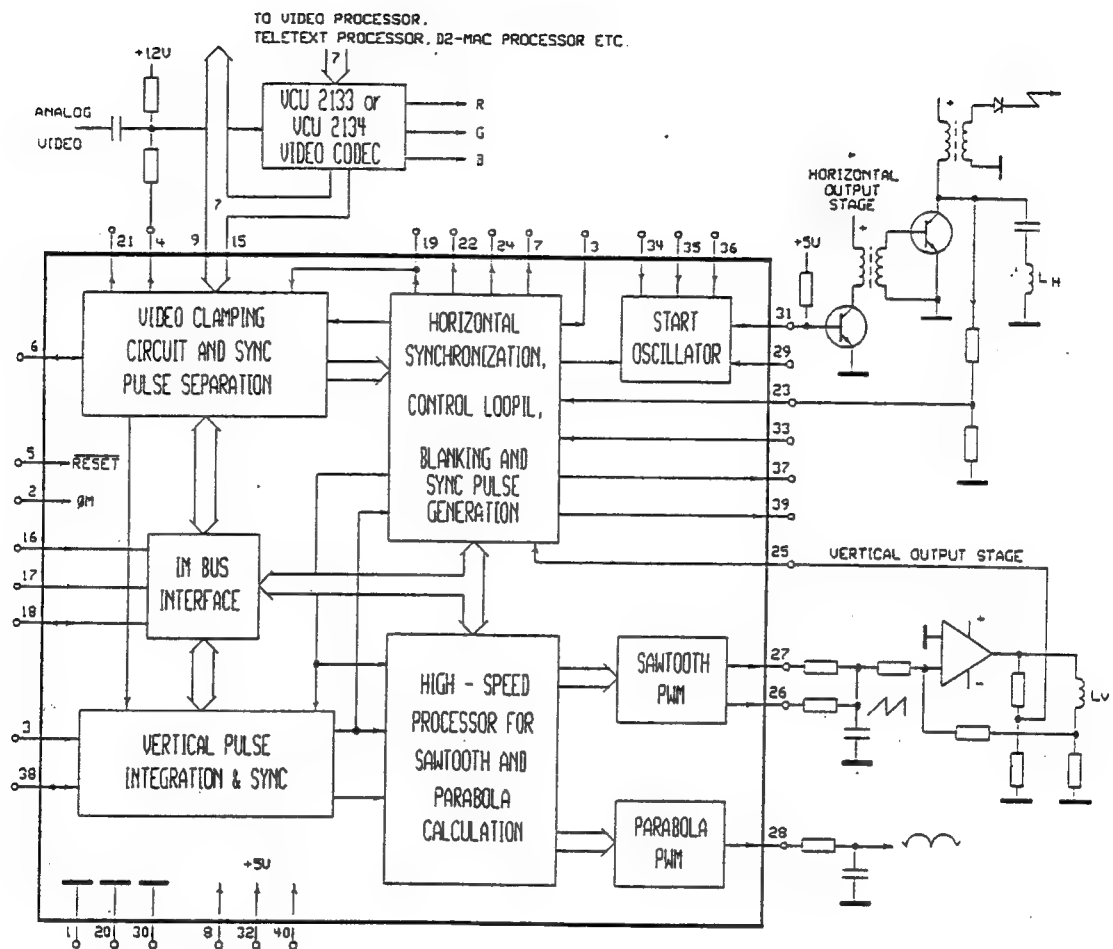 TO VIDEO PROCESSOR,
TELETEXT PROCESSOR, D2-MAC PROCESSOR ETC.
+12V
7
ANALOG
VIDEO
VCU 2133 or
VCU 2134
VIDEO CODEC
R
G
B
7
HORIZONTAL
OUTPUT
STAGE
+
+
+
+5V
LH
21
4
9
15
19
22
24
7
3
34
35
36
VIDEO CLAMPING
CIRCUIT AND SYNC
PULSE SEPARATION
HORIZONTAL
SYNCHRONIZATION,
CONTROL LOOPIL,
BLANKING AND
SYNC PULSE
GENERATION
START
OSCILLATOR
31
29
23
33
37
39
25
VERTICAL OUTPUT STAGE
6
5
RESET
2
ØM
16
17
18
IM BUS
INTERFACE
3
38
VERTICAL PULSE
INTEGRATION & SYNC
HIGH - SPEED
PROCESSOR FOR
SAWTOOTH AND
PARABOLA
CALCULATION
SAWTOOTH
PWM
27
26
+
-
LV
PARABOLA
PWM
28
+5V
1
20
30
8
32
40